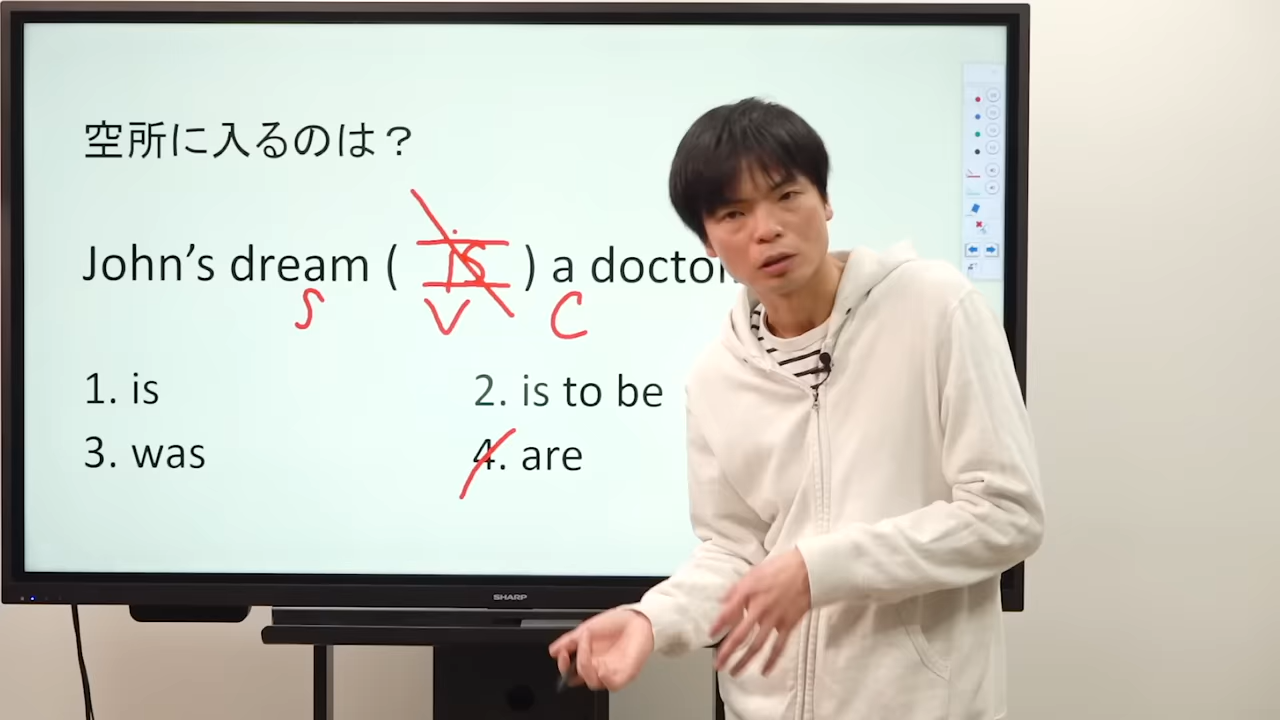 空所に入るのは？
John’s dream ( is ) a doctor
S V C
1. is 2. is to be
3. was 4. are
SHARP